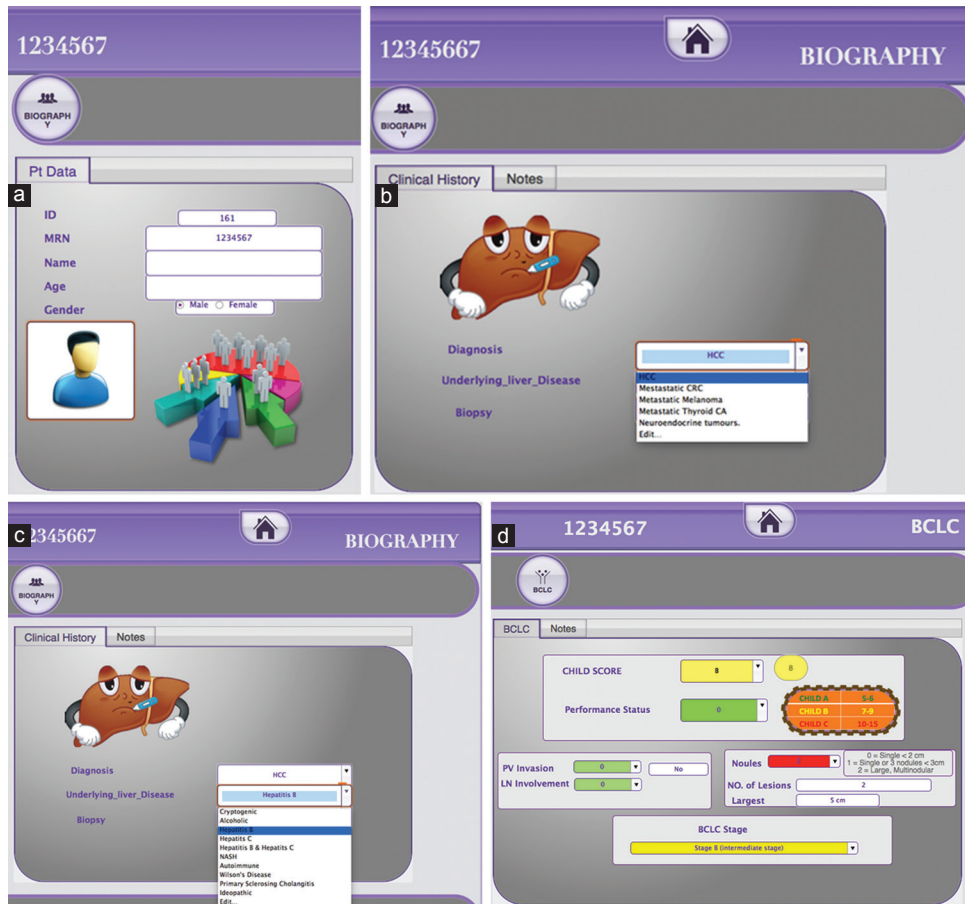 1234567
BIOGRAPH
Y
Pt Data
a
ID
161
MRN
1234567
Name
Age
Gender
Male Female
12345667
BIOGRAPHY
BIOGRAPH
Y
Clinical History Notes
b
Diagnosis
HCC
Underlying_liver_Disease
Biopsy
HCC
Mestastatic CRC
Metastatic Melanoma
Metastatic Thyroid CA
Neuroendocrine tumours.
Edit...
c
2345667
BIOGRAPHY
BIOGRAPH
Y
Clinical History Notes
Diagnosis
HCC
Underlying_liver_Disease
Hepatitis B
Biopsy
Cryptogenic
Alcoholic
Hepatitis B
Hepatits C
Hepatitis B & Hepatits C
NASH
Autoimmune
Wilson's Disease
Primary Sclerosing Cholangitis
Ideopathic
Edit...
d
1234567
BCLC
BCLC
BCLC Notes
CHILD SCORE
B
8
Performance Status
0
CHILD A 5-6
CHILD B 7-9
CHILD C 10-15
PV Invasion 0 No
LN Involvement 0
Noules
0 = Single < 2 cm
1 = Single or 3 nodules < 3cm
2 = Large, Multinodular
NO. of Lesions 2
Largest 5 cm
BCLC Stage
Stage B (intermediate stage)